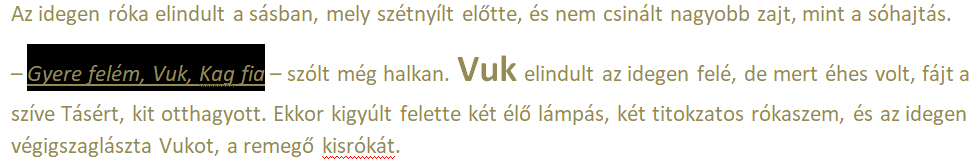 Az idegen róka elindult a sásban, mely szétnyílt előtte, és nem csinált nagyobb zajt, mint a sóhajtás.
– Gyere felém, Vuk, Kag fia – szólt még halkan. Vuk elindult az idegen felé, de mert éhes volt, fájt a
szíve Tásért, kit otthagyott. Ekkor kigyúlt felette két élő lámpás, két titokzatos rókaszem, és az idegen
végigszaglászta Vukot, a remegő kisrókát.